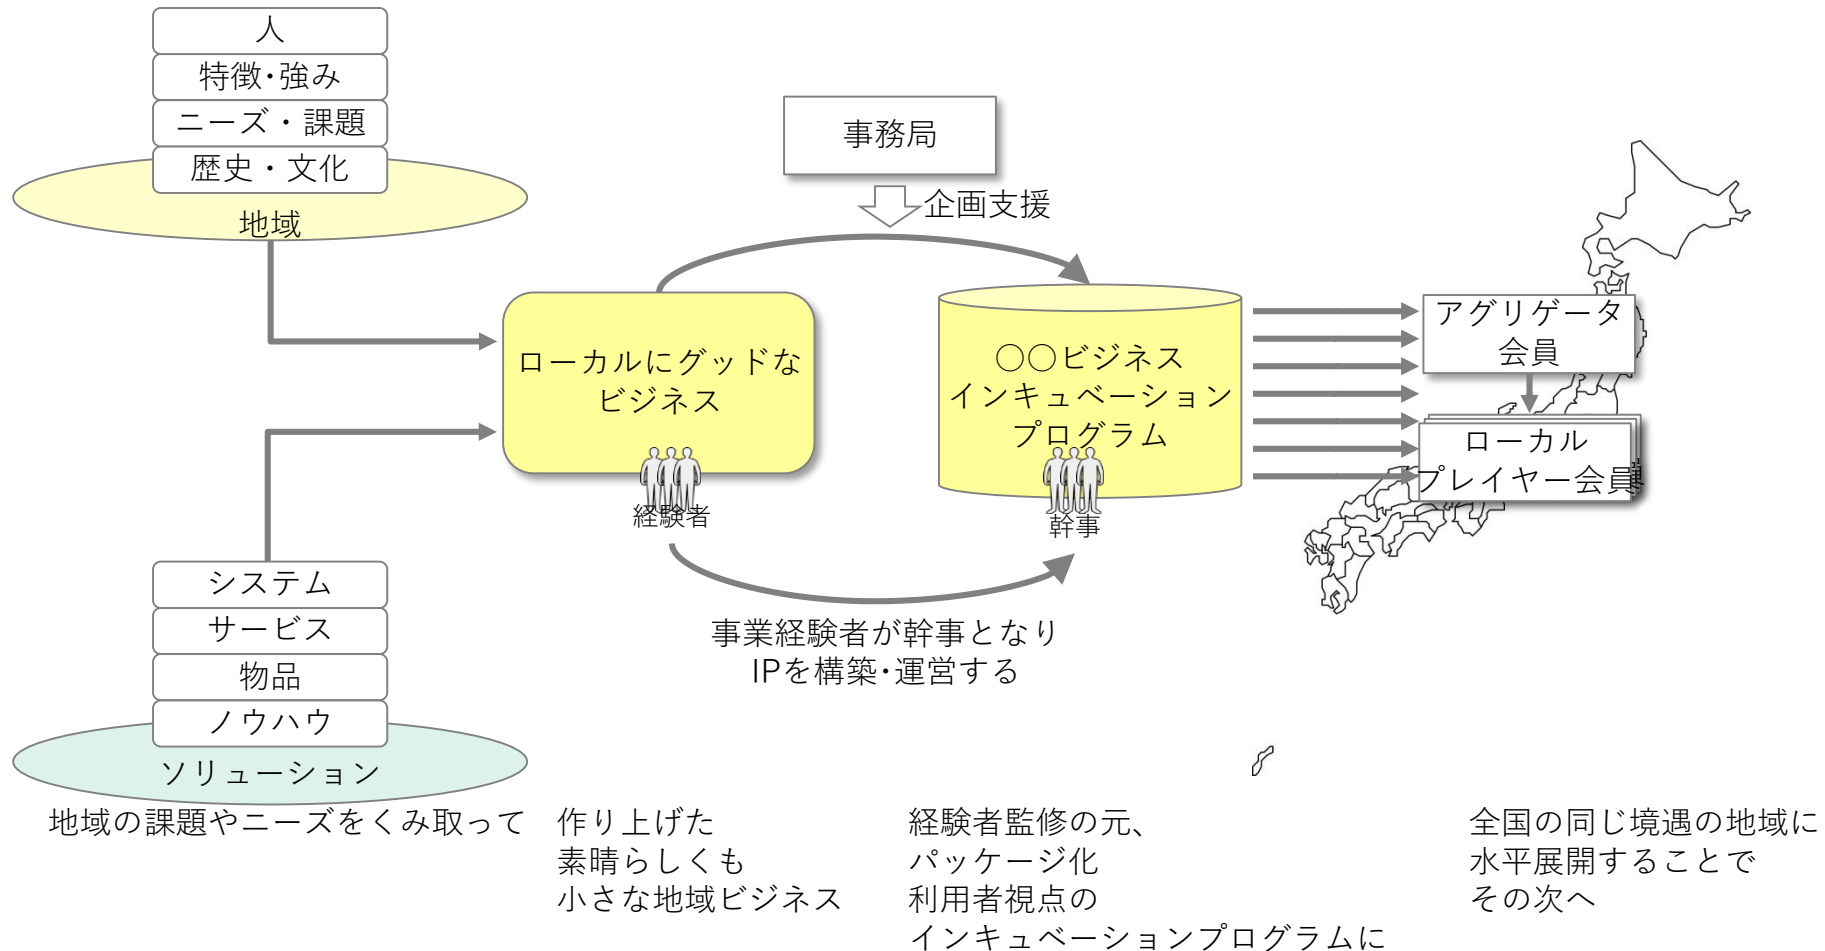 人
特徴・強み
ニーズ・課題
歴史・文化
地域
事務局
企画支援
ローカルにグッドな
ビジネス
経験者
〇〇ビジネス
インキュベーション
プログラム
幹事
アグリゲータ
会員
ローカル
プレイヤー会員
システム
サービス
物品
ノウハウ
ソリューション
事業経験者が幹事となり
IPを構築・運営する
地域の課題やニーズをくみ取って
作り上げた
素晴らしくも
小さな地域ビジネス
経験者監修の元、
パッケージ化
利用者視点の
インキュベーションプログラムに
全国の同じ境遇の地域に
水平展開することで
その次へ